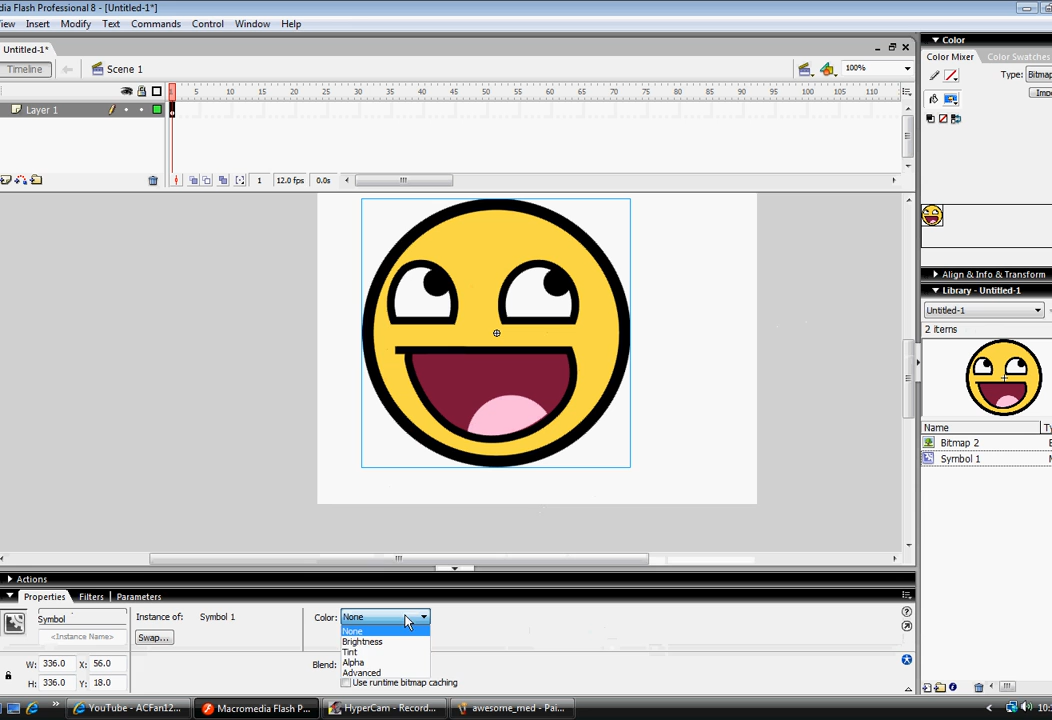 dia Flash Professional 8 - [Untitled-1*]
View Insert Modify Text Commands Control Window Help
Untitled-1*
Timeline Scene 1 100%
1 5 10 15 20 25 30 35 40 45 50 55 60 65 70 75 80 85 90 95 100 105 110
Layer 1
1 12.0 fps 0.0s
Color
Color Mixer Color Swatches
Type: Bitmap
Impo
Align & Info & Transform
Library - Untitled-1
Untitled-1
2 items
Name Ty
Bitmap 2
Symbol 1
Actions
Properties Filters Parameters
Symbol
<Instance Name>
Instance of: Symbol 1
Swap...
Color: None
None
Brightness
Tint
Alpha
Advanced
Blend:
Use runtime bitmap caching
W: 336.0 X: 56.0
H: 336.0 Y: 18.0
YouTube - ACFan12... Macromedia Flash P... HyperCam - Record... awesome_med - Pai...
10: